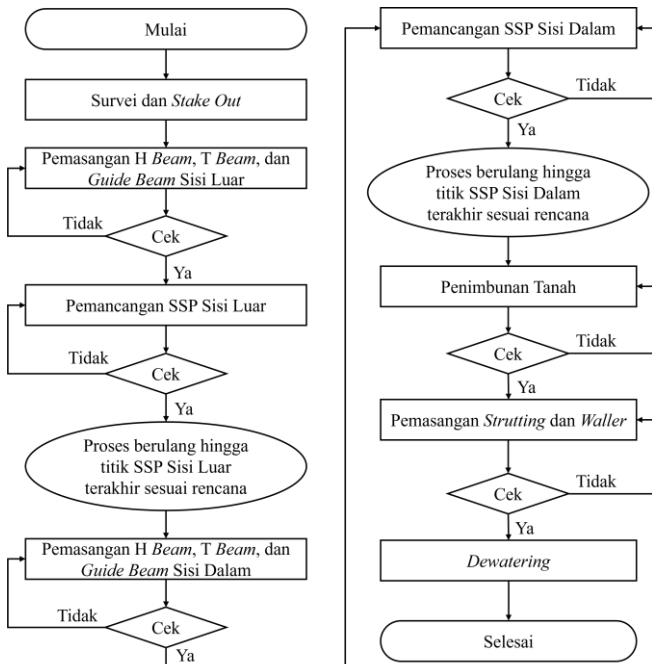 Mulai
Survei dan Stake Out
Pemasangan H Beam, T Beam, dan
Guide Beam Sisi Luar
Tidak
Cek
Ya
Pemancangan SSP Sisi Luar
Tidak
Cek
Ya
Proses berulang hingga
titik SSP Sisi Luar
terakhir sesuai rencana
Pemasangan H Beam, T Beam, dan
Guide Beam Sisi Dalam
Tidak
Cek
Ya
Pemancangan SSP Sisi Dalam
Tidak
Cek
Ya
Proses berulang hingga
titik SSP Sisi Dalam
terakhir sesuai rencana
Penimbunan Tanah
Tidak
Cek
Ya
Pemasangan Strutting dan Waller
Tidak
Cek
Ya
Dewatering
Selesai